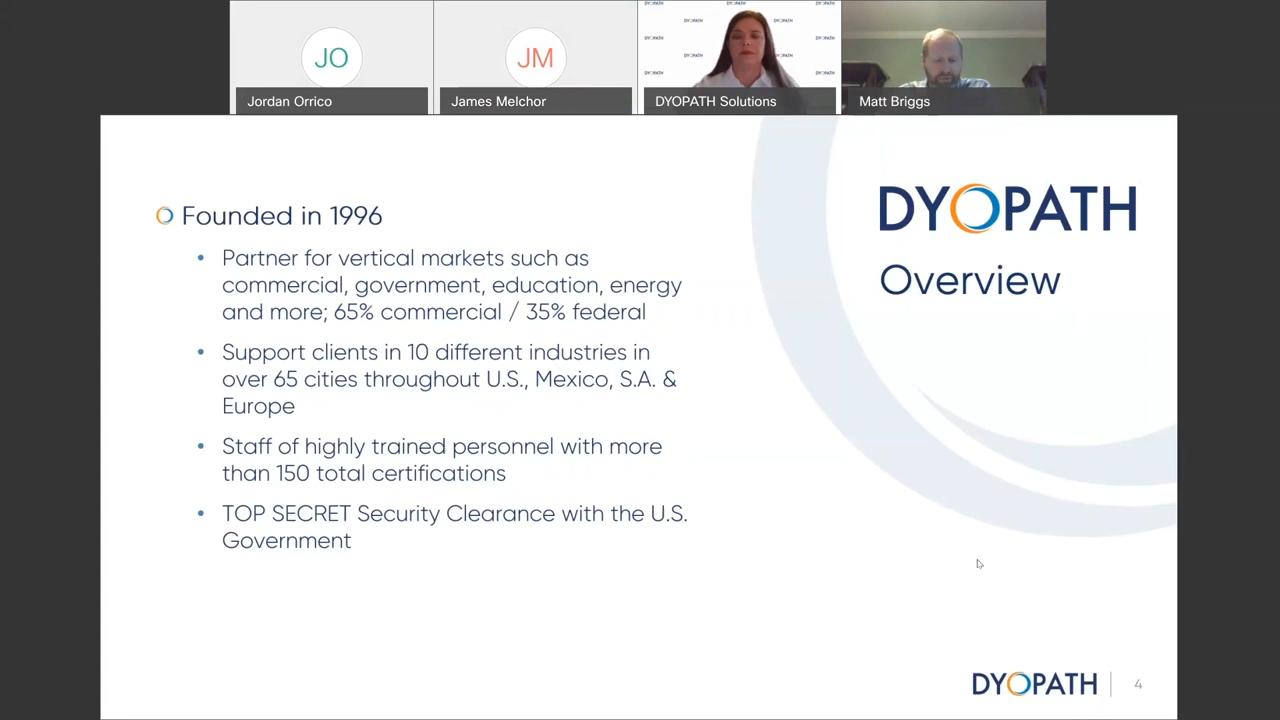 JO
JM
Jordan Orrico
James Melchor
DYOPATH Solutions
Matt Briggs
DYOPATH
Overview
Founded in 1996
• Partner for vertical markets such as
commercial, government, education, energy
and more; 65% commercial / 35% federal
• Support clients in 10 different industries in
over 65 cities throughout U.S., Mexico, S.A. &
Europe
• Staff of highly trained personnel with more
than 150 total certifications
• TOP SECRET Security Clearance with the U.S.
Government
DYOPATH
4